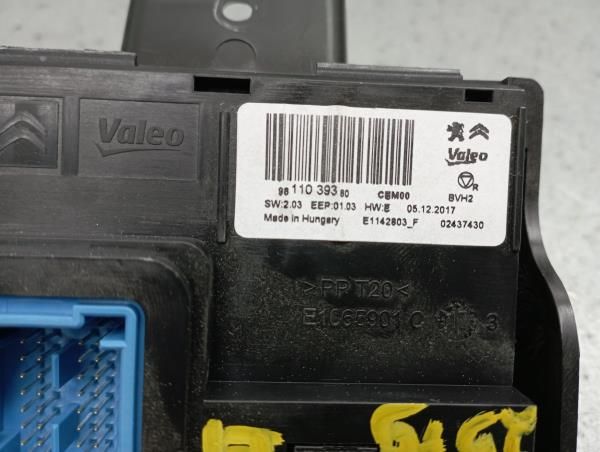 Valeo
Valeo
98 110 393 80 CEM00
R
BVH2
SW:2.03 EEP:01.03 HW:E 05.12.2017
Made in Hungary E1142803_F 02437430
>PP T20<
E1065901 C
3